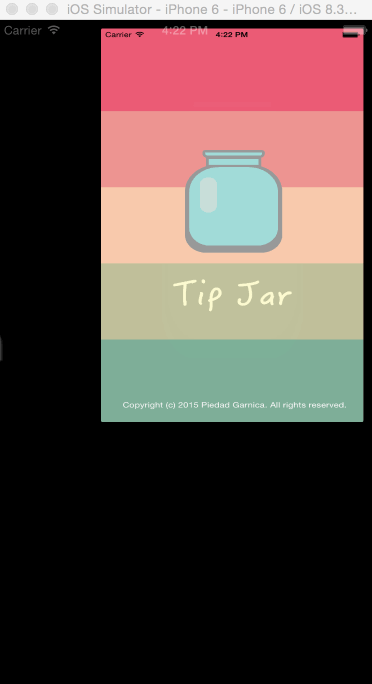 iOS Simulator - iPhone 6 - iPhone 6 / iOS 8.3...
Carrier 4:22 PM
Carrier 4:22 PM
Tip Jar
Copyright (c) 2015 Piedad Garnica. All rights reserved.